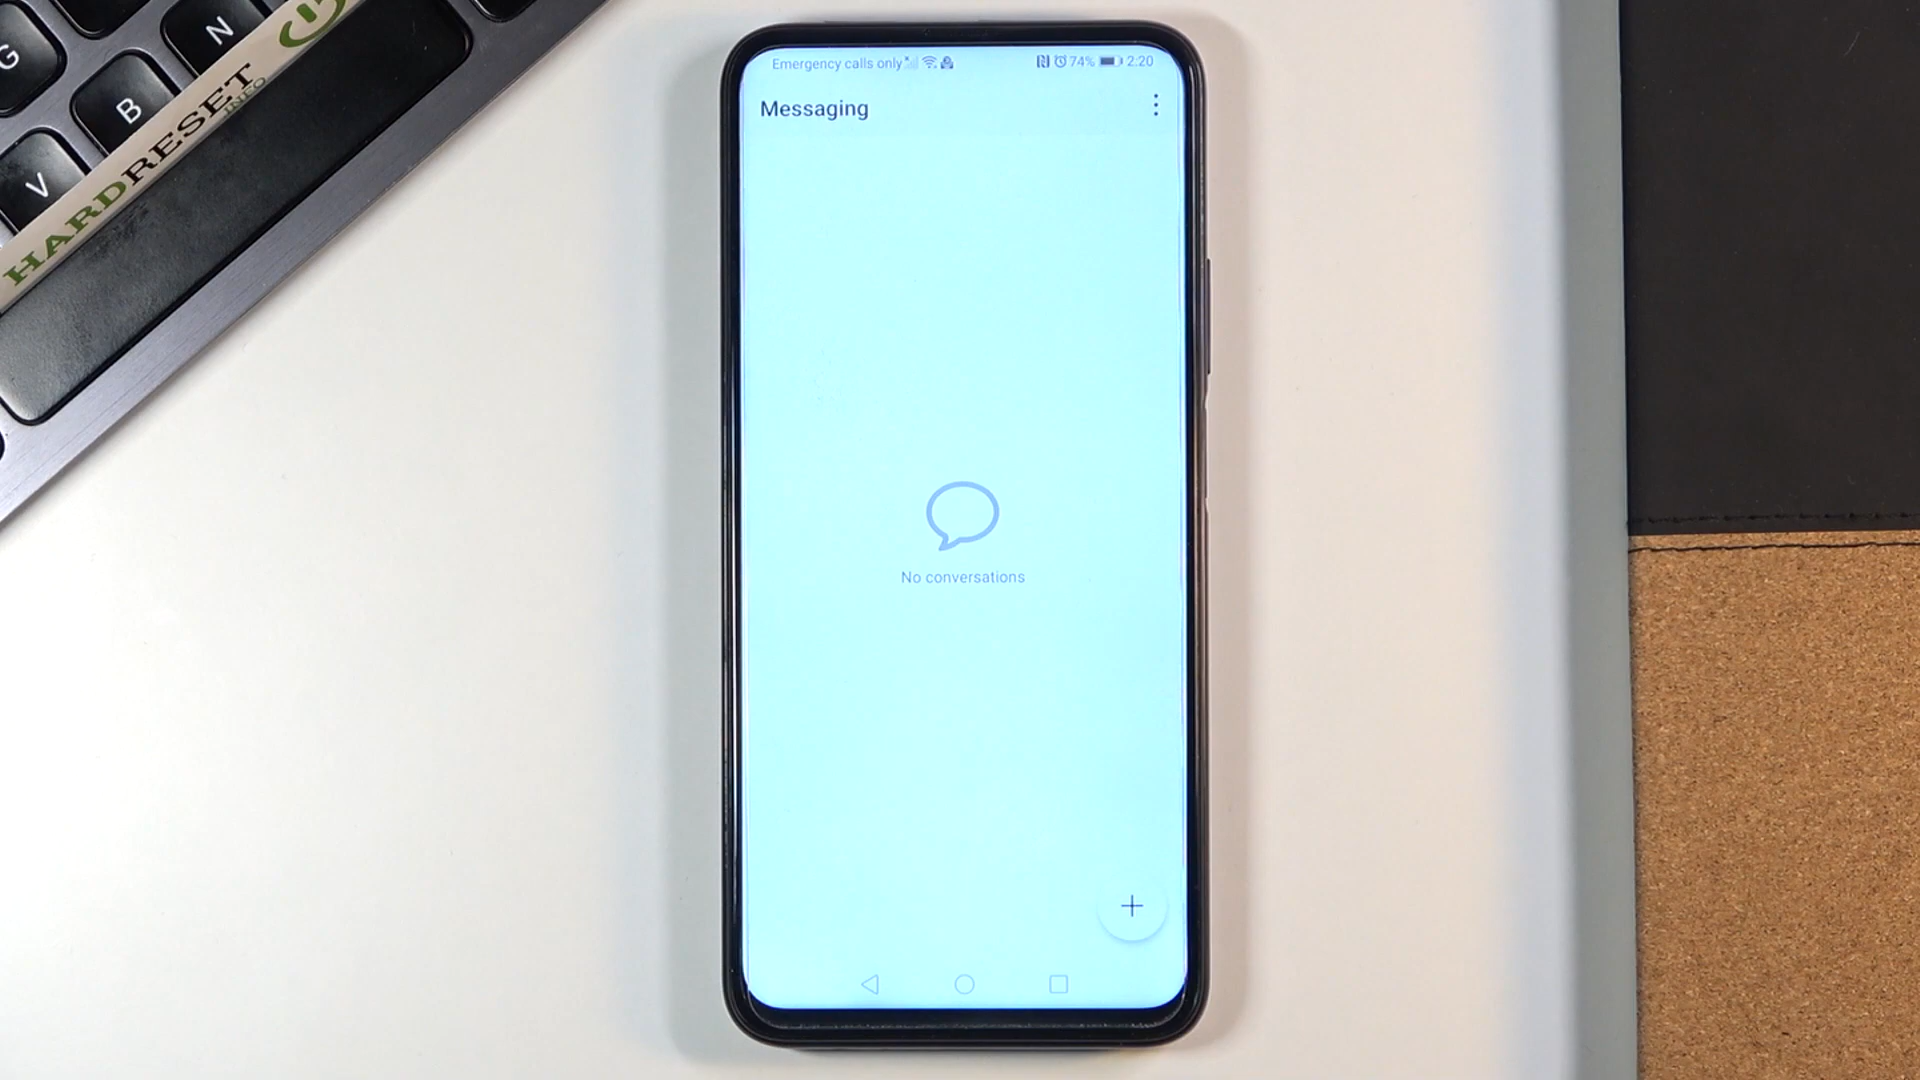 G
N
B
V
HARDRESET
.INFO
Emergency calls only
74%
2:20
Messaging
No conversations